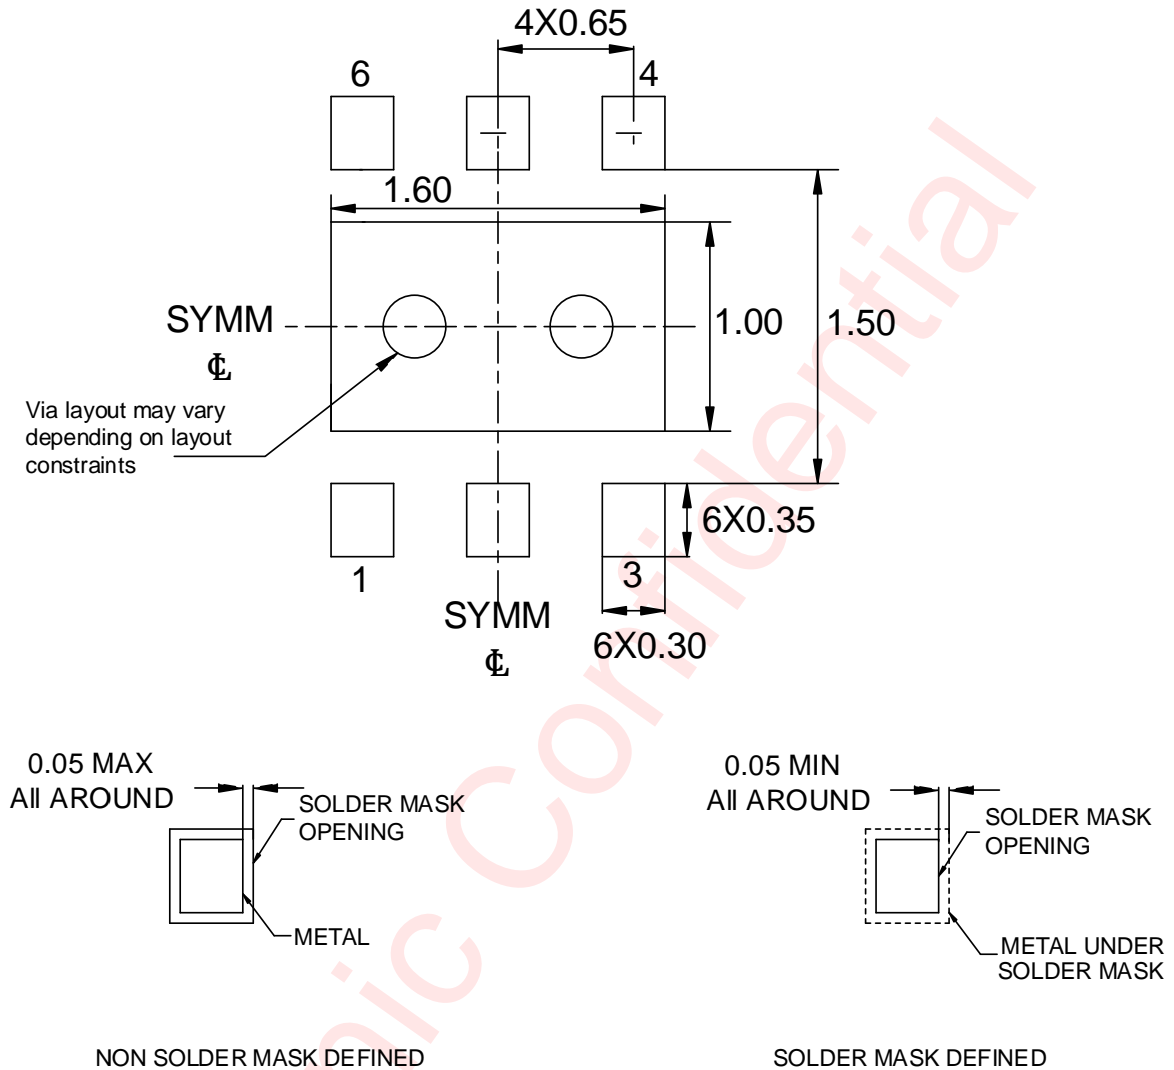 4X0.65
6
4
1.60
SYMM
℄
1.00
1.50
Via layout may vary
depending on layout
constraints
6X0.35
1
3
SYMM
℄
6X0.30
0.05 MAX
All AROUND
SOLDER MASK
OPENING
METAL
NON SOLDER MASK DEFINED
0.05 MIN
All AROUND
SOLDER MASK
OPENING
METAL UNDER
SOLDER MASK
SOLDER MASK DEFINED
nic Confidential